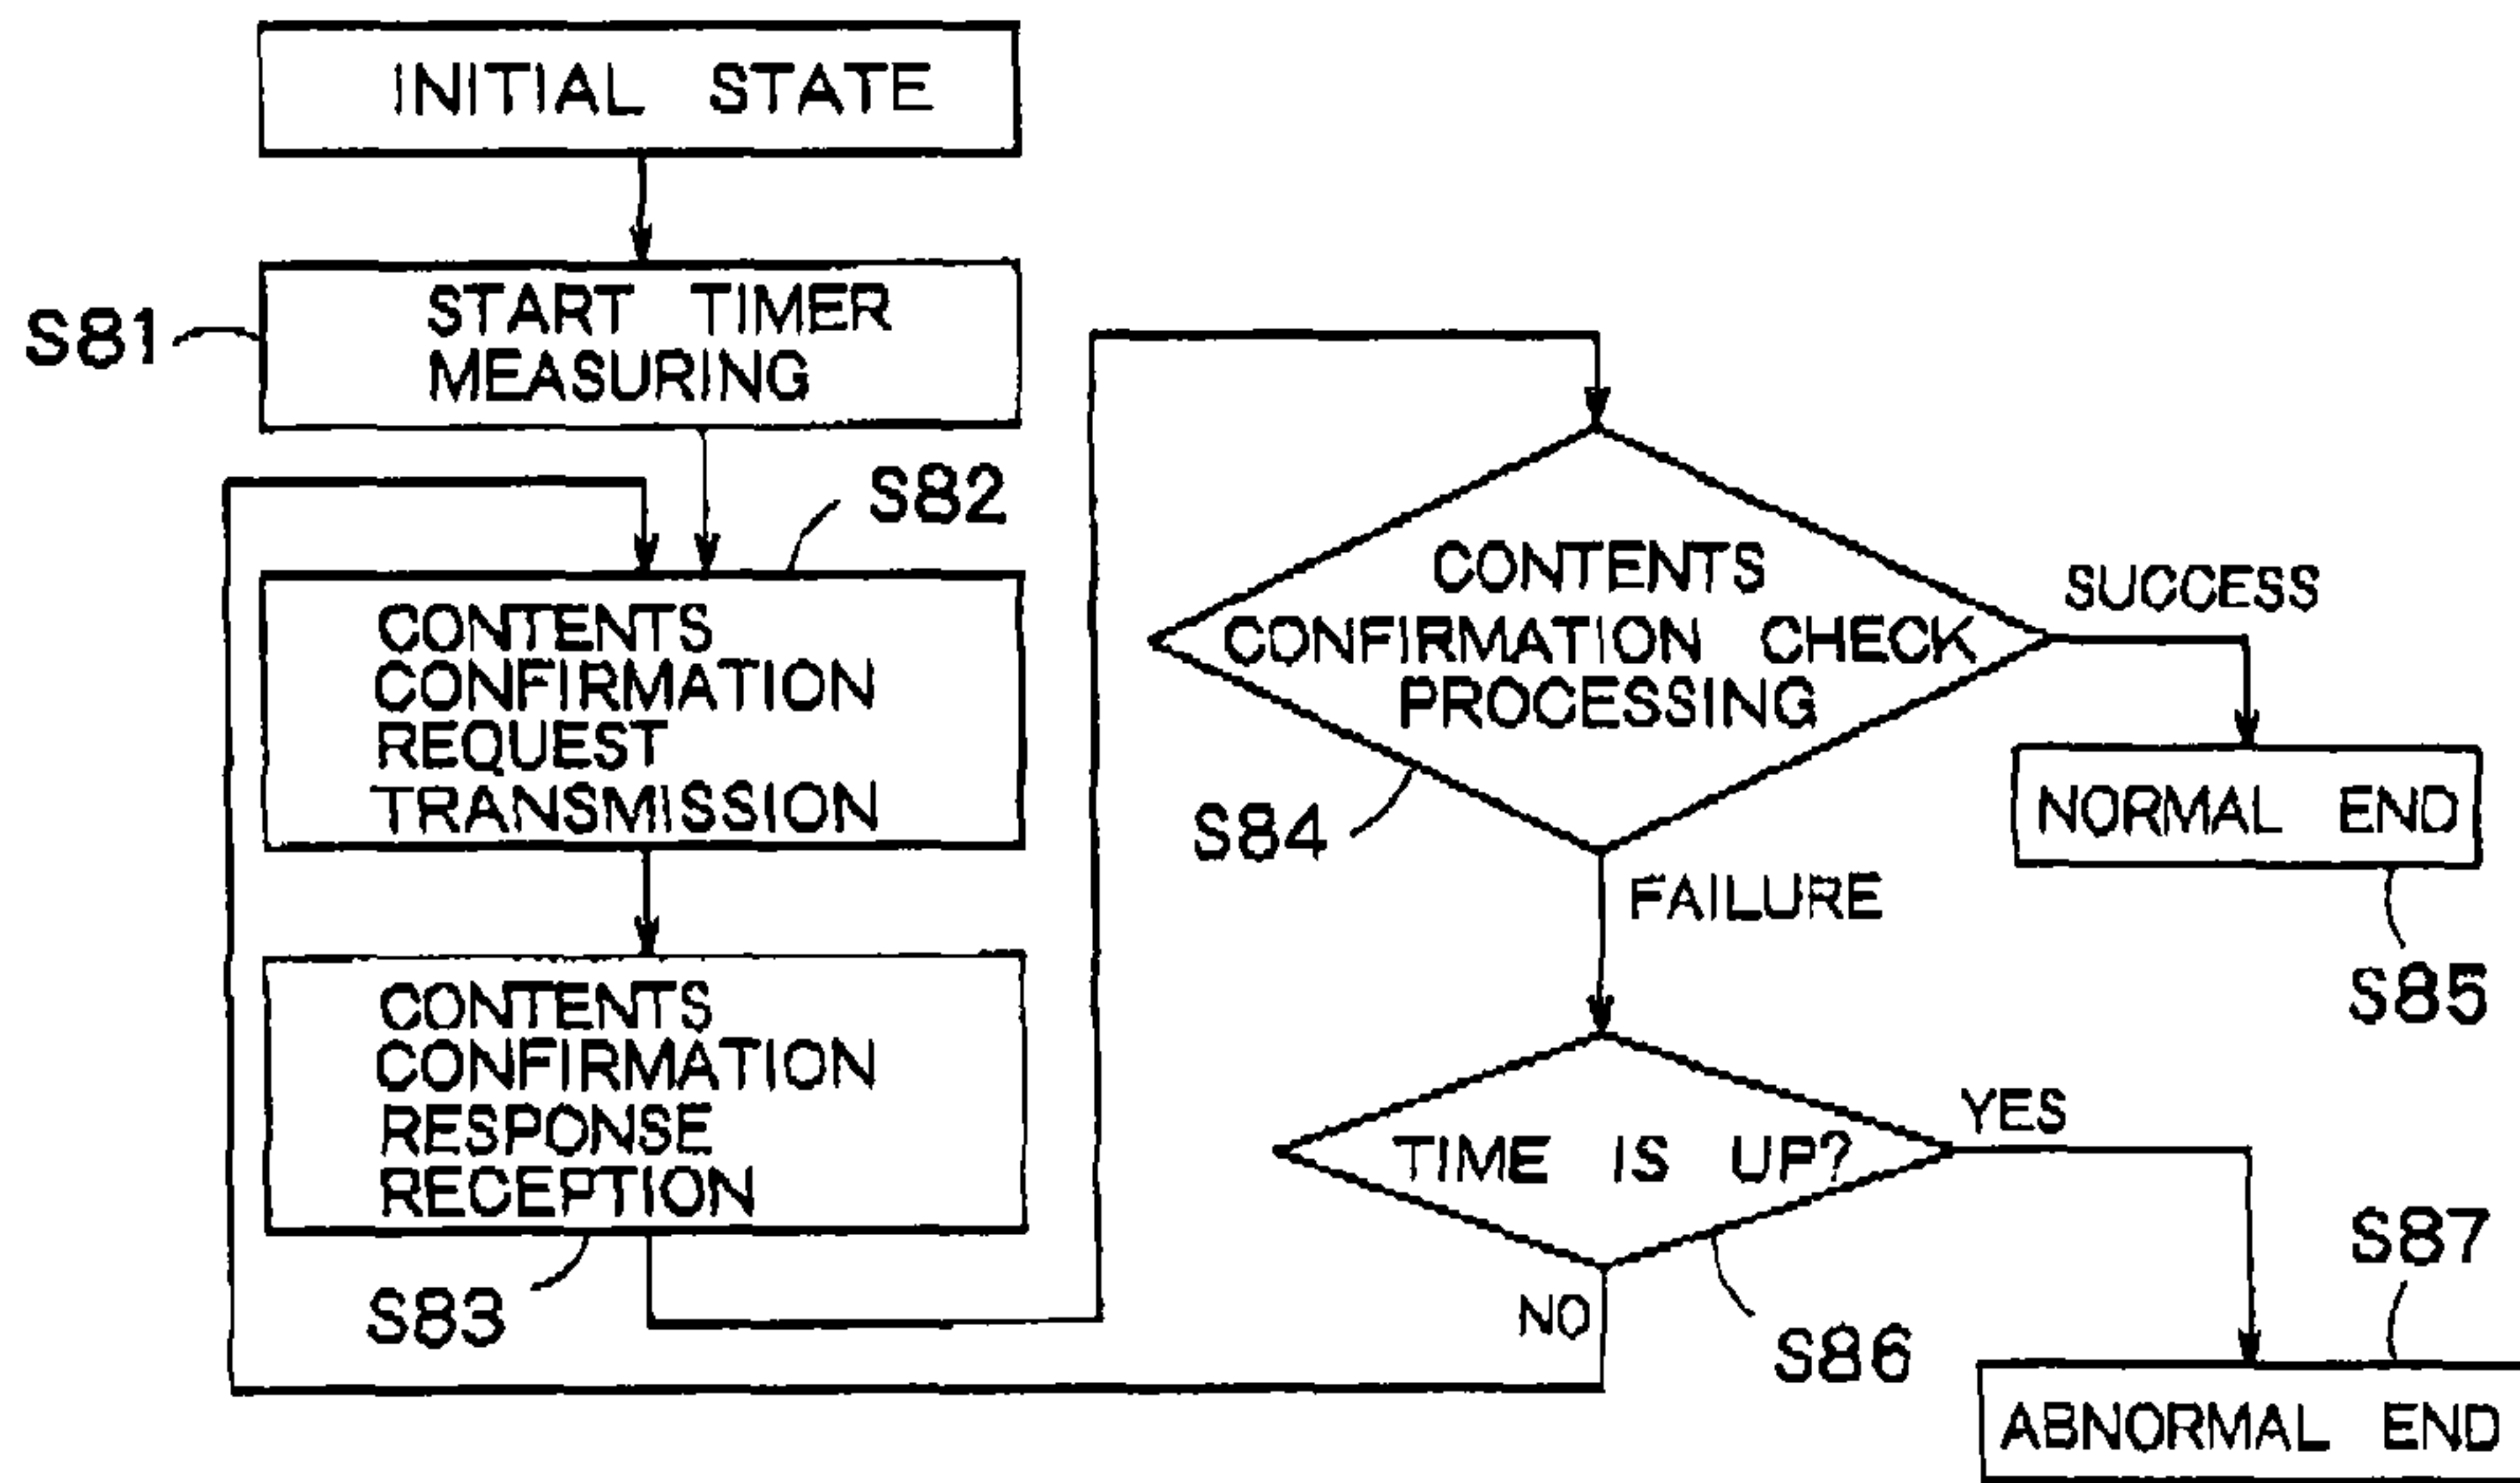 INITIAL STATE
S81
START TIMER
MEASURING
S82
CONTENTS
CONFIRMATION
REQUEST
TRANSMISSION
CONTENTS
CONFIRMATION
RESPONSE
RECEPTION
S83
CONTENTS
CONFIRMATION CHECK
PROCESSING
S84
SUCCESS
NORMAL END
S85
FAILURE
TIME IS UP?
YES
NO
S86
S87
ABNORMAL END